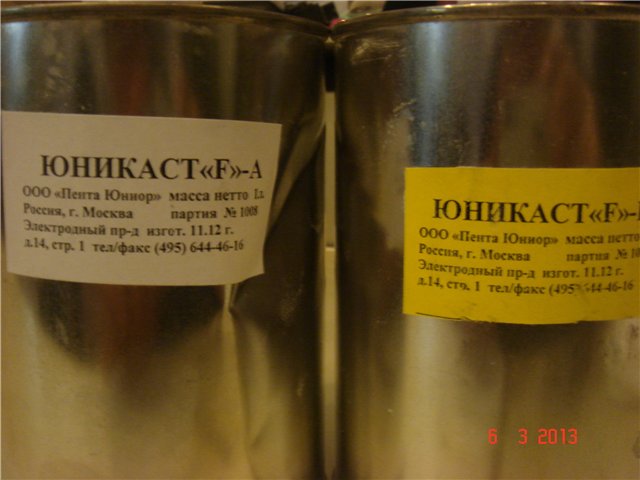 ЮНИКАСТ«F»-А
ООО «Пента Юниор» масса нетто 1л.
Россия, г. Москва партия № 1008
Электродный пр-д изгот. 11.12 г.
д.14, стр. 1 тел/факс (495) 644-46-16
ЮНИКАСТ«F»-
ООО «Пента Юниор» масса нетто
Россия, г. Москва партия № 10
Электродный пр-д изгот. 11.12 г.
д.14, стр. 1 тел/факс (495) 644-46-16
6 3 2013